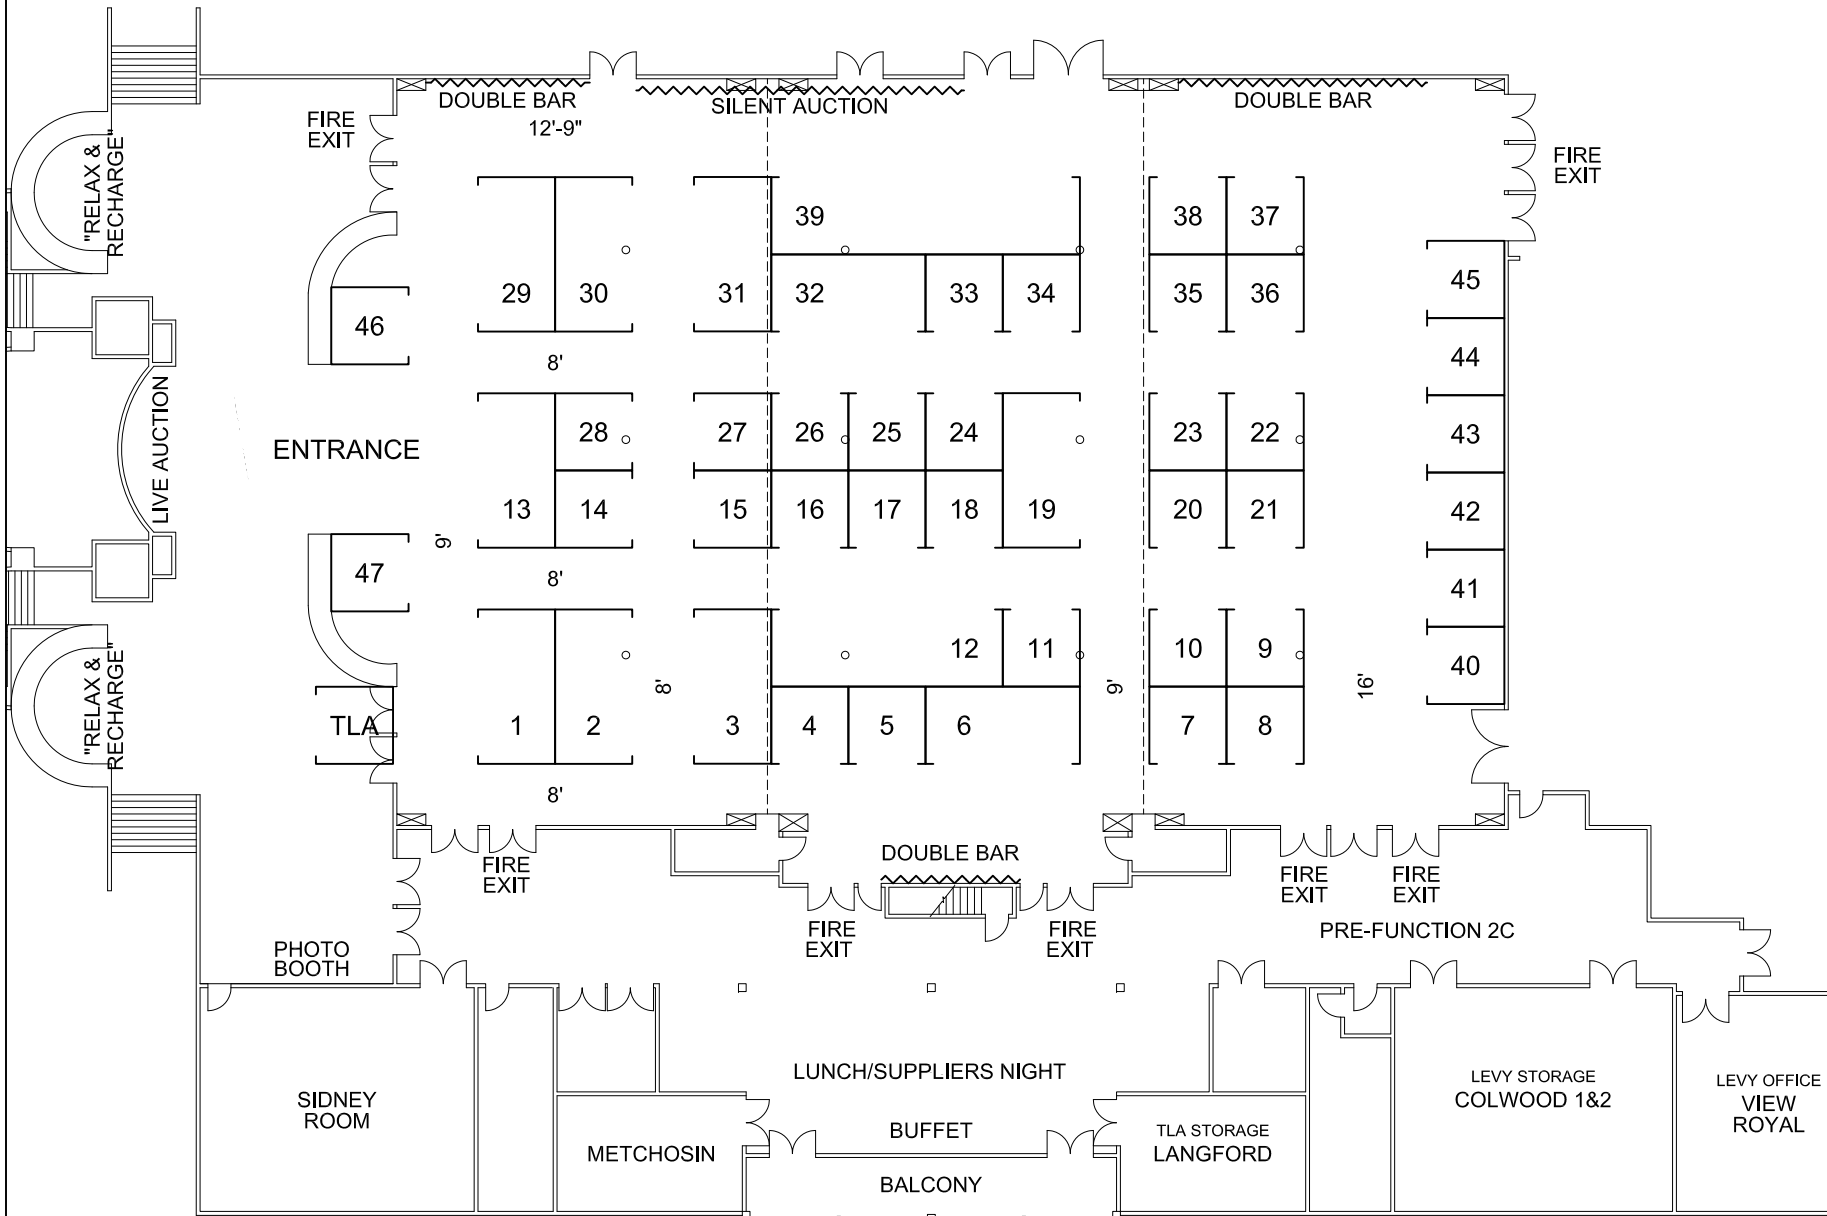 DOUBLE BAR
SILENT AUCTION
DOUBLE BAR
12'-9"
FIRE
EXIT
FIRE
EXIT
"RELAX &
RECHARGE"
39
38
37
29
30
31
32
33
34
35
36
45
46
8'
44
LIVE AUCTION
ENTRANCE
28
27
26
25
24
23
22
43
13
14
15
16
17
18
19
20
21
42
9'
47
8'
41
12
11
10
9
40
"RELAX &
RECHARGE"
8'
9'
16'
TLA
1
2
3
4
5
6
7
8
8'
DOUBLE BAR
FIRE
EXIT
FIRE
EXIT
FIRE
EXIT
FIRE
EXIT
FIRE
EXIT
PRE-FUNCTION 2C
PHOTO
BOOTH
LUNCH/SUPPLIERS NIGHT
SIDNEY
ROOM
LEVY STORAGE
COLWOOD 1&2
LEVY OFFICE
VIEW
ROYAL
BUFFET
METCHOSIN
TLA STORAGE
LANGFORD
BALCONY